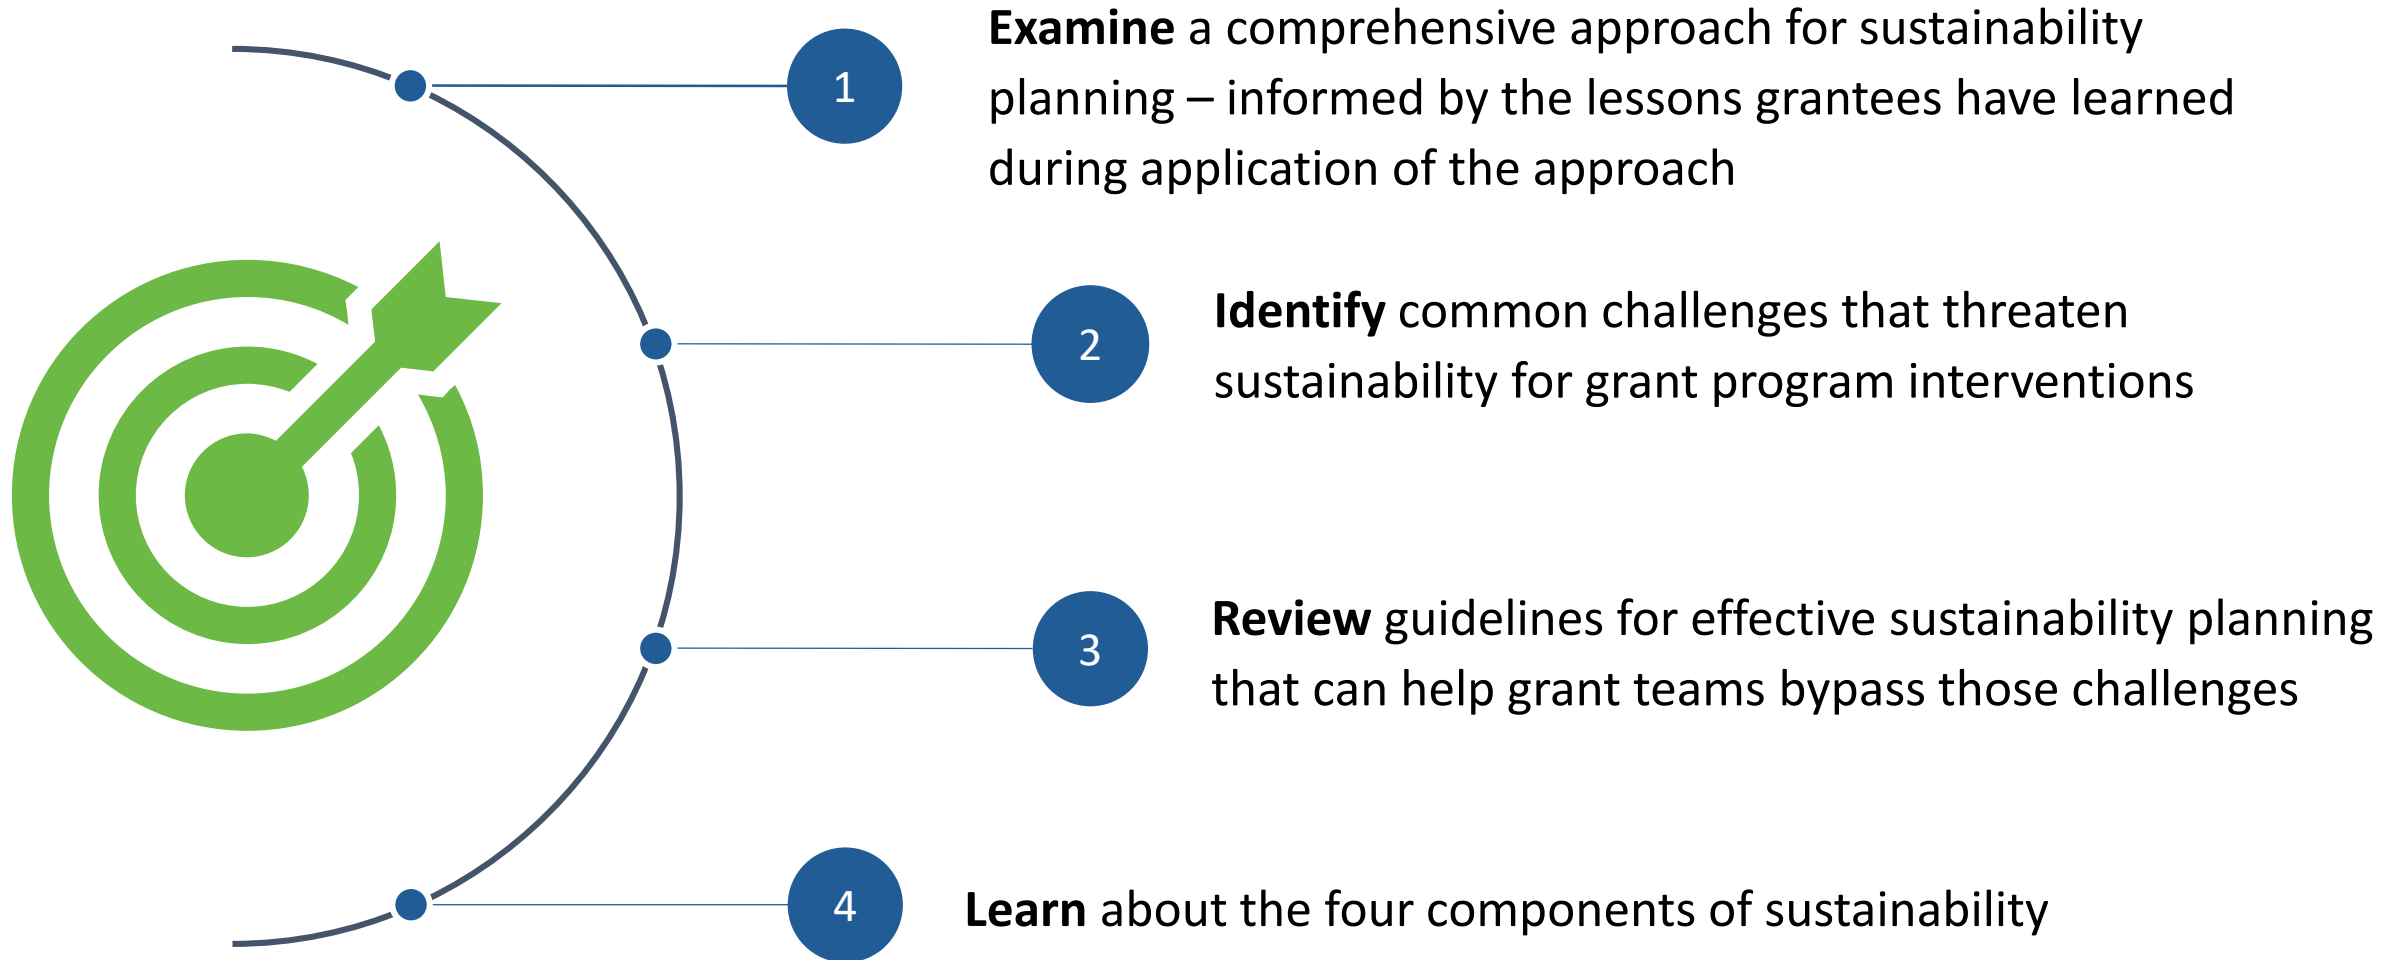 1
Examine a comprehensive approach for sustainability
planning – informed by the lessons grantees have learned
during application of the approach
2
Identify common challenges that threaten
sustainability for grant program interventions
3
Review guidelines for effective sustainability planning
that can help grant teams bypass those challenges
4
Learn about the four components of sustainability